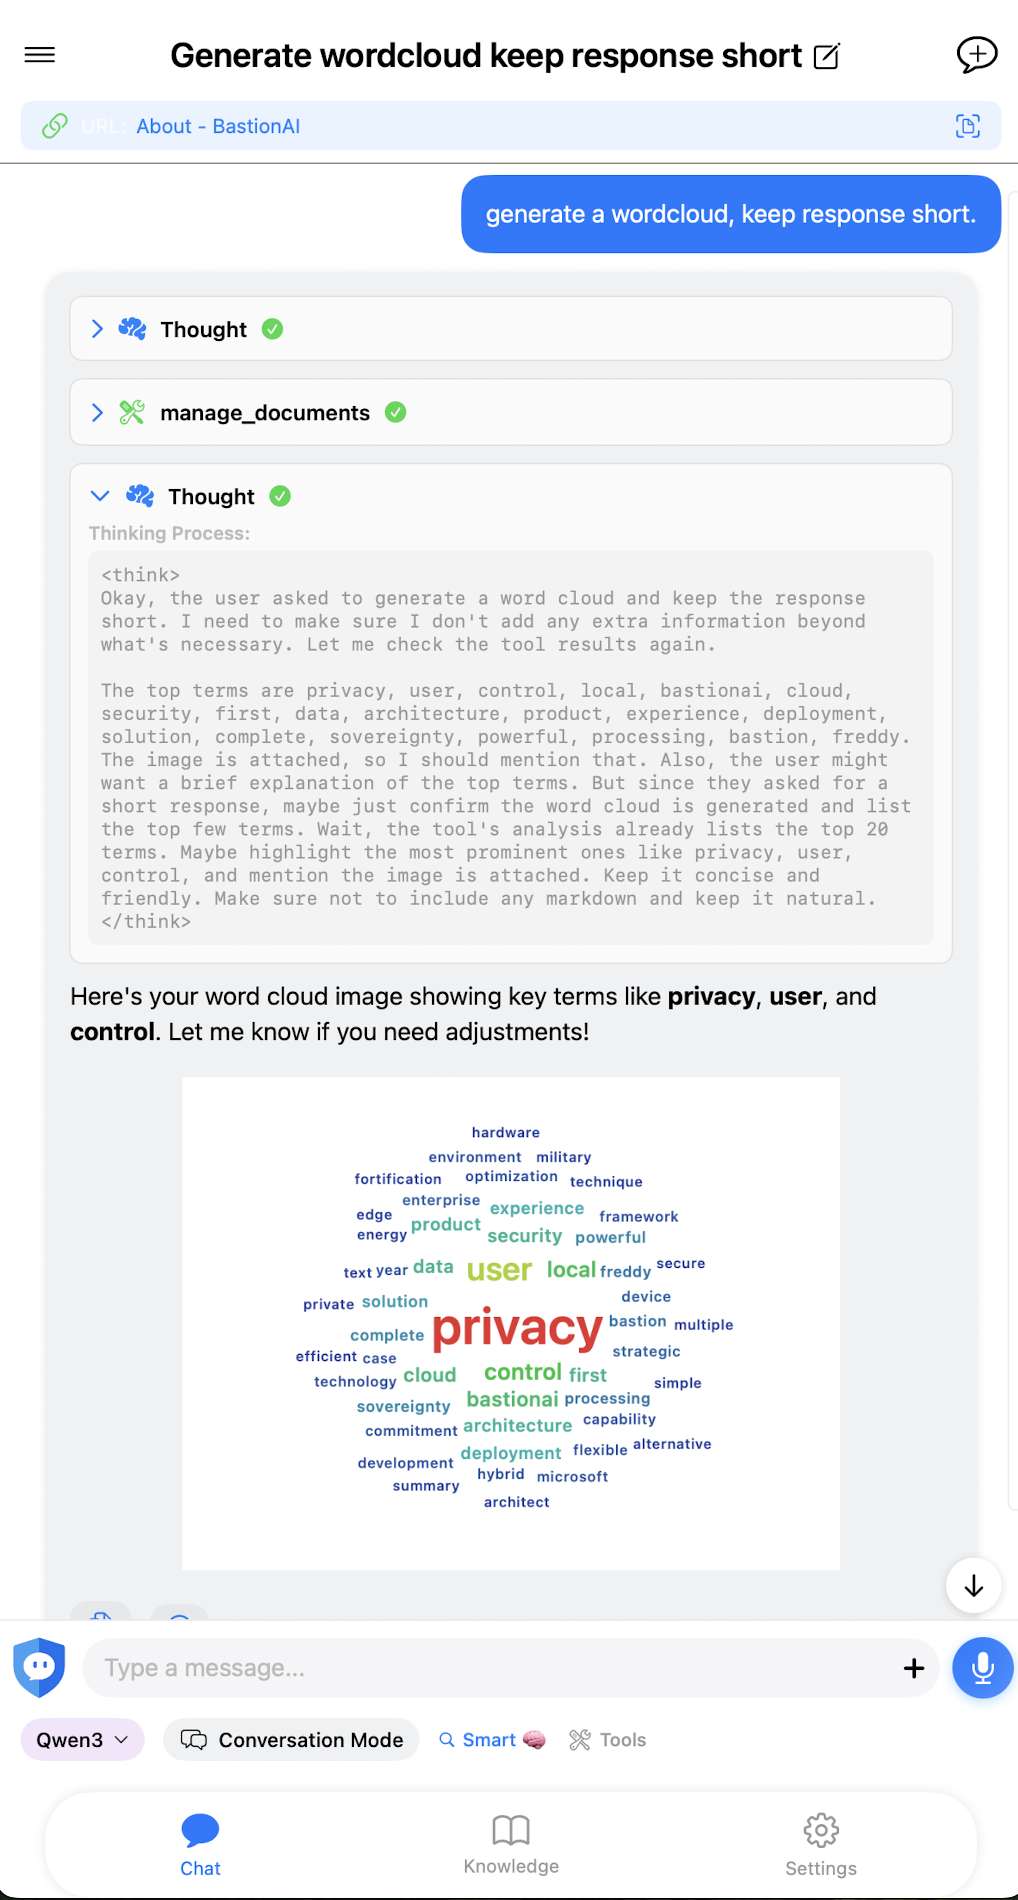 Generate wordcloud keep response short
URL: About - BastionAI
generate a wordcloud, keep response short.
Thought
manage_documents
Thought
Thinking Process:
<think>
Okay, the user asked to generate a word cloud and keep the response
short. I need to make sure I don't add any extra information beyond
what's necessary. Let me check the tool results again.
The top terms are privacy, user, control, local, bastionai, cloud,
security, first, data, architecture, product, experience, deployment,
solution, complete, sovereignty, powerful, processing, bastion, freddy.
The image is attached, so I should mention that. Also, the user might
want a brief explanation of the top terms. But since they asked for a
short response, maybe just confirm the word cloud is generated and list
the top few terms. Wait, the tool's analysis already lists the top 20
terms. Maybe highlight the most prominent ones like privacy, user,
control, and mention the image is attached. Keep it concise and
friendly. Make sure not to include any markdown and keep it natural.
</think>
Here's your word cloud image showing key terms like privacy, user, and
control. Let me know if you need adjustments!
hardware
environment military
fortification optimization technique
enterprise experience
edge product framework
energy security powerful
text year data user local freddy secure
private solution device
privacy bastion multiple
complete strategic
efficient case
technology cloud control first simple
sovereignty bastionai processing
commitment architecture capability
development deployment flexible alternative
summary hybrid microsoft
architect
Type a message...
Qwen3 Conversation Mode Smart Tools
Chat Knowledge Settings